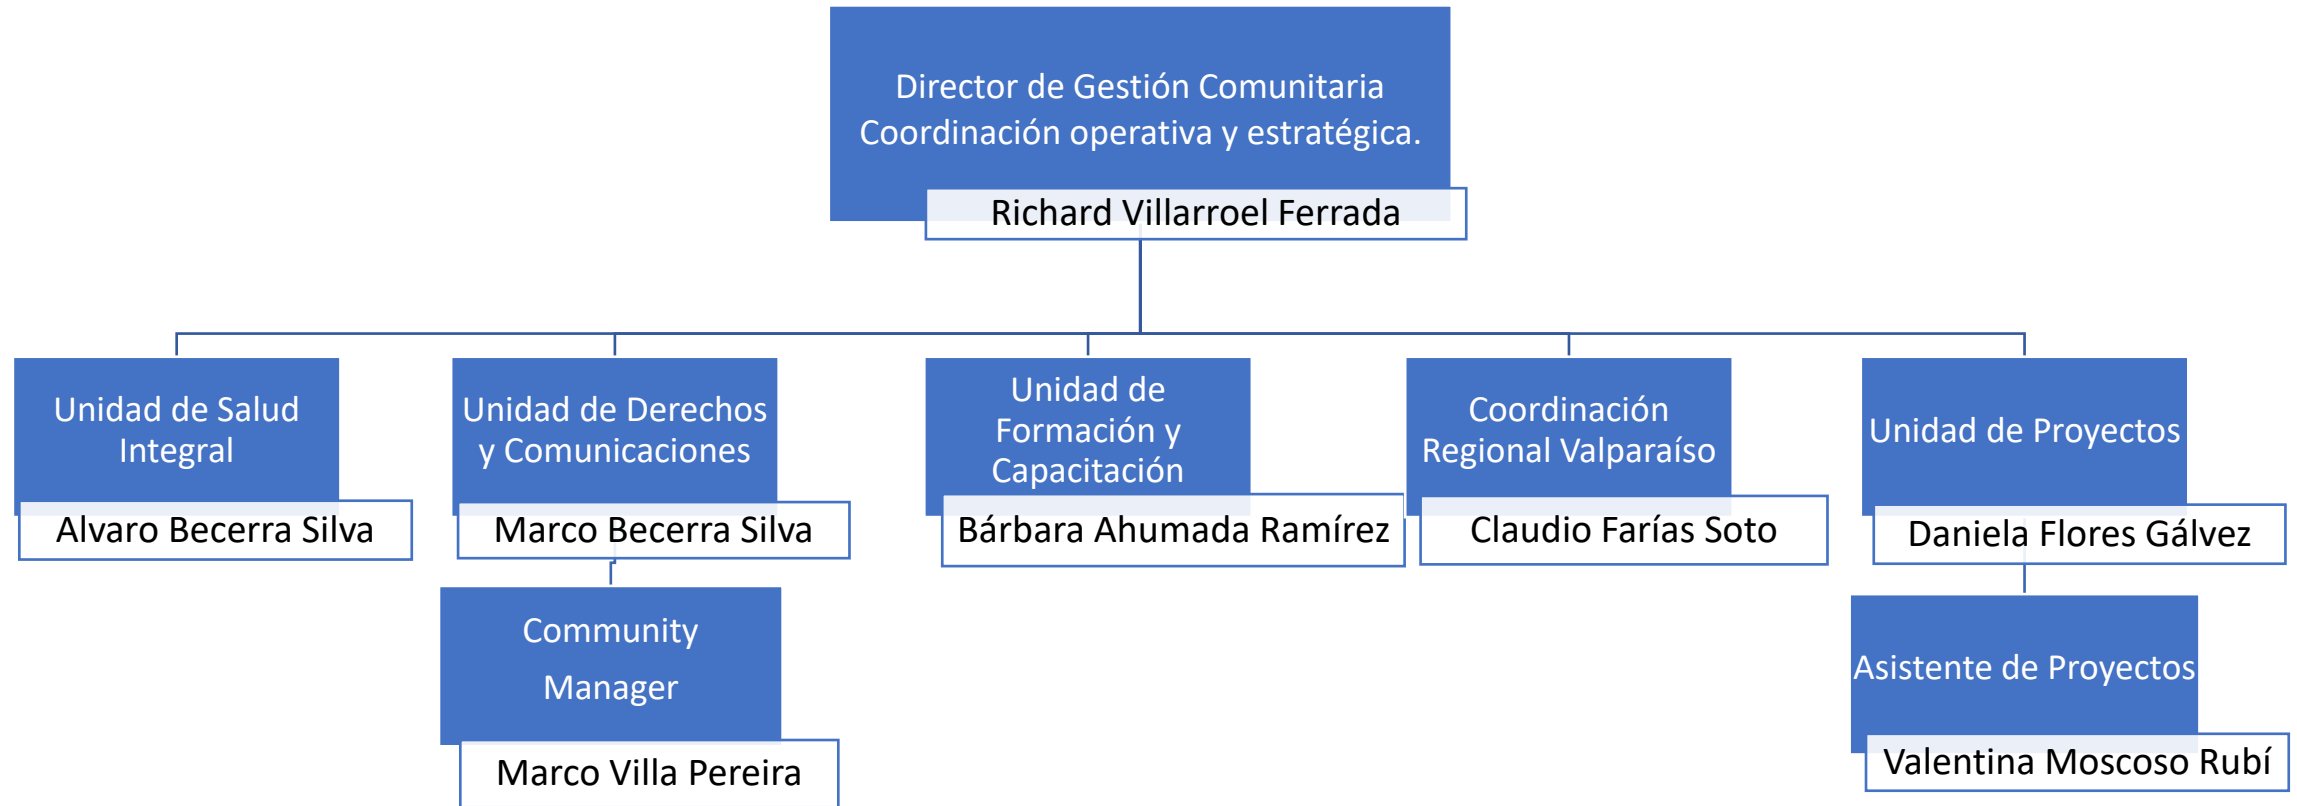 Director de Gestión Comunitaria
Coordinación operativa y estratégica.
Richard Villarroel Ferrada
Unidad de Salud
Integral
Alvaro Becerra Silva
Unidad de Derechos
y Comunicaciones
Marco Becerra Silva
Unidad de
Formación y
Capacitación
Bárbara Ahumada Ramírez
Coordinación
Regional Valparaíso
Claudio Farías Soto
Unidad de Proyectos
Daniela Flores Gálvez
Community
Manager
Marco Villa Pereira
Asistente de Proyectos
Valentina Moscoso Rubí